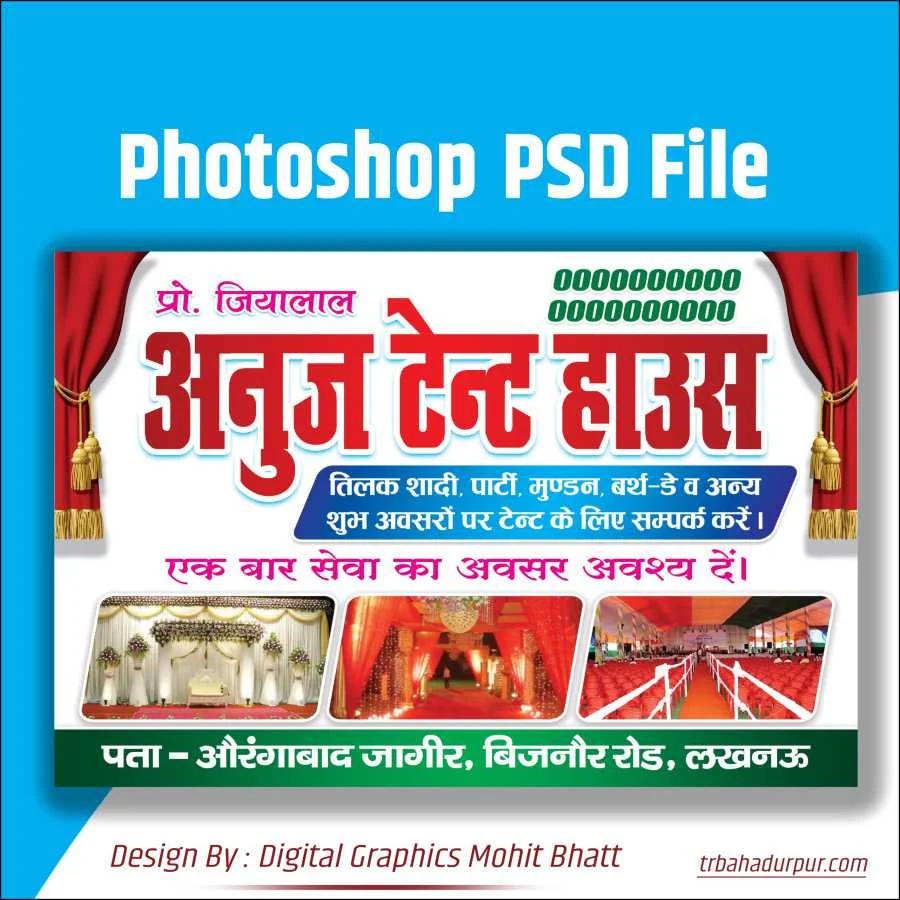 Photoshop PSD File
प्रो. जियालाल
0000000000
0000000000
अनुज टेन्ट हाउस
तिलक शादी, पार्टी, मुण्डन, बर्थ-डे व अन्य
शुभ अवसरों पर टेन्ट के लिए सम्पर्क करें।
एक बार सेवा का अवसर अवश्य दें।
पता – औरंगाबाद जागीर, बिजनौर रोड, लखनऊ
Design By : Digital Graphics Mohit Bhatt
trbahadurpur.com